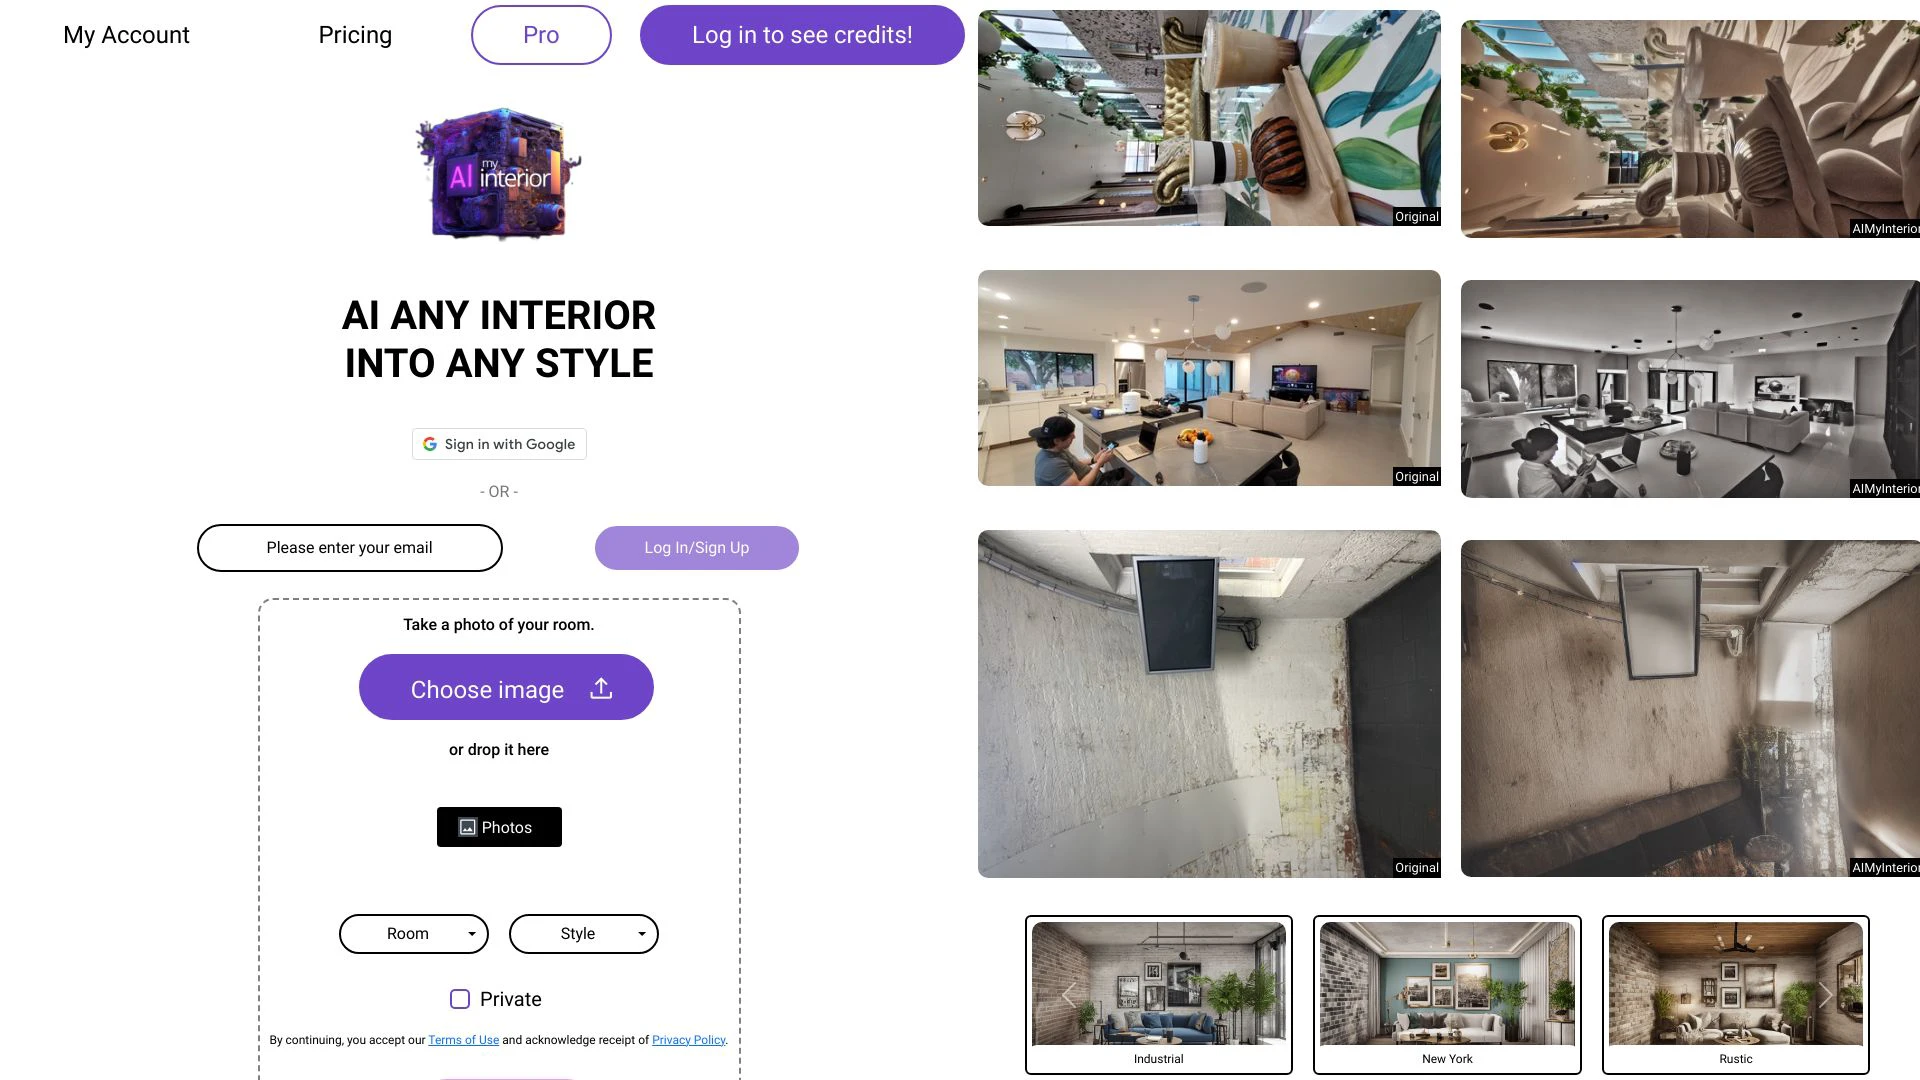 My Account
Pricing
Pro
Log in to see credits!
my
AI interior
AI ANY INTERIOR
INTO ANY STYLE
Sign in with Google
- OR -
Please enter your email
Log In/Sign Up
Take a photo of your room.
Choose image
or drop it here
Photos
Room
Style
Private
By continuing, you accept our Terms of Use and acknowledge receipt of Privacy Policy.
Original
AIMyInterior
Original
AIMyInterior
Original
AIMyInterior
Industrial
New York
Rustic